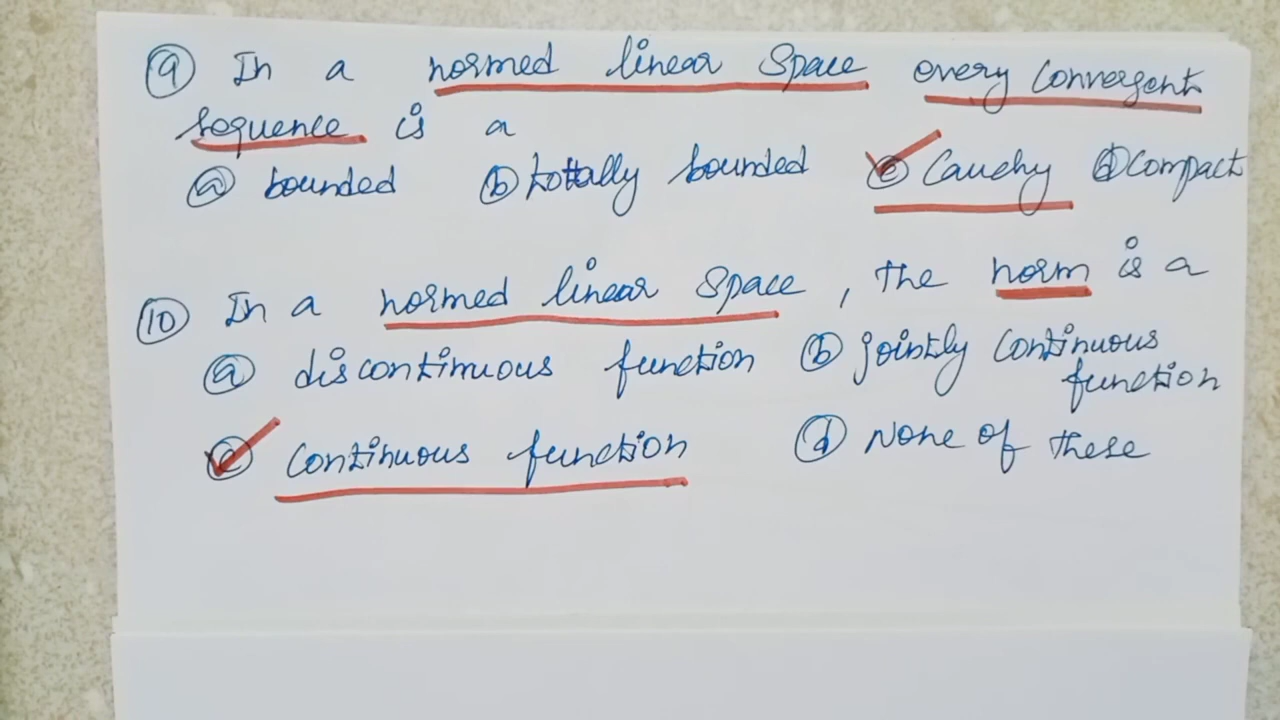 9 In a normed linear Space every Convergent
sequence is a
a bounded b totally bounded c Cauchy d compact
10 In a normed linear Space, the norm is a
a discontinuous function b jointly continuous
function
c continuous function d None of these